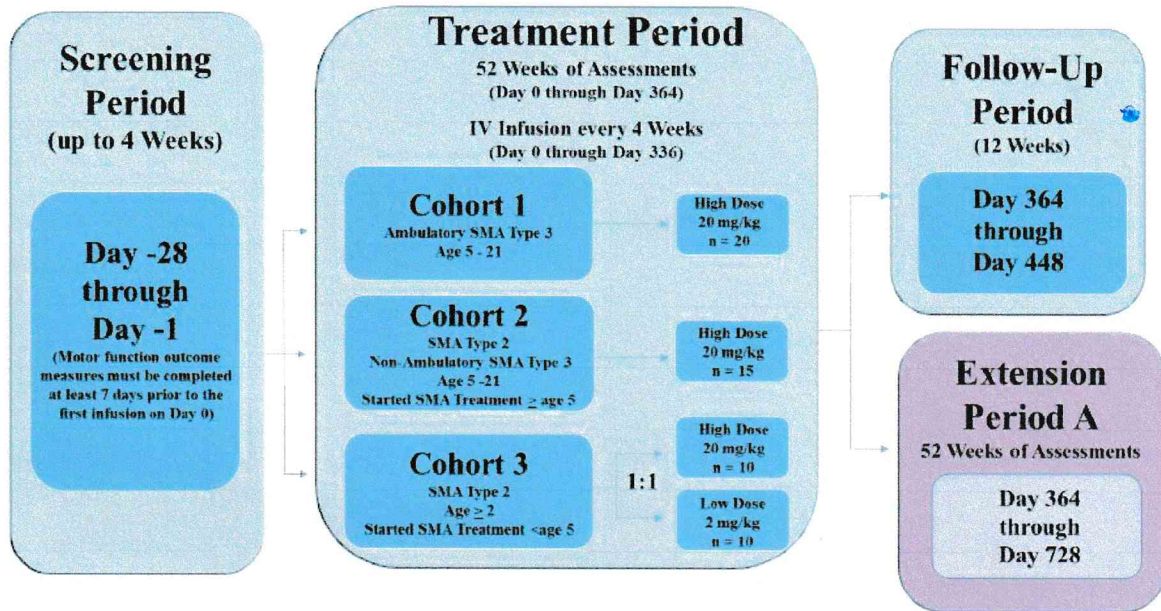 Screening
Period
(up to 4 Weeks)
Day -28
through
Day -1
(Motor function outcome
measures must be completed
at least 7 days prior to the
first infusion on Day 0)
Treatment Period
52 Weeks of Assessments
(Day 0 through Day 364)
IV Infusion every 4 Weeks
(Day 0 through Day 336)
Cohort 1
Ambulatory SMA Type 3
Age 5 - 21
High Dose
20 mg/kg
n = 20
Cohort 2
SMA Type 2
Non-Ambulatory SMA Type 3
Age 5 -21
Started SMA Treatment ≥ age 5
High Dose
20 mg/kg
n = 15
Cohort 3
SMA Type 2
Age ≥ 2
Started SMA Treatment <age 5
1:1
High Dose
20 mg/kg
n = 10
Low Dose
2 mg/kg
n = 10
Follow-Up
Period
(12 Weeks)
Day 364
through
Day 448
Extension
Period A
52 Weeks of Assessments
Day 364
through
Day 728